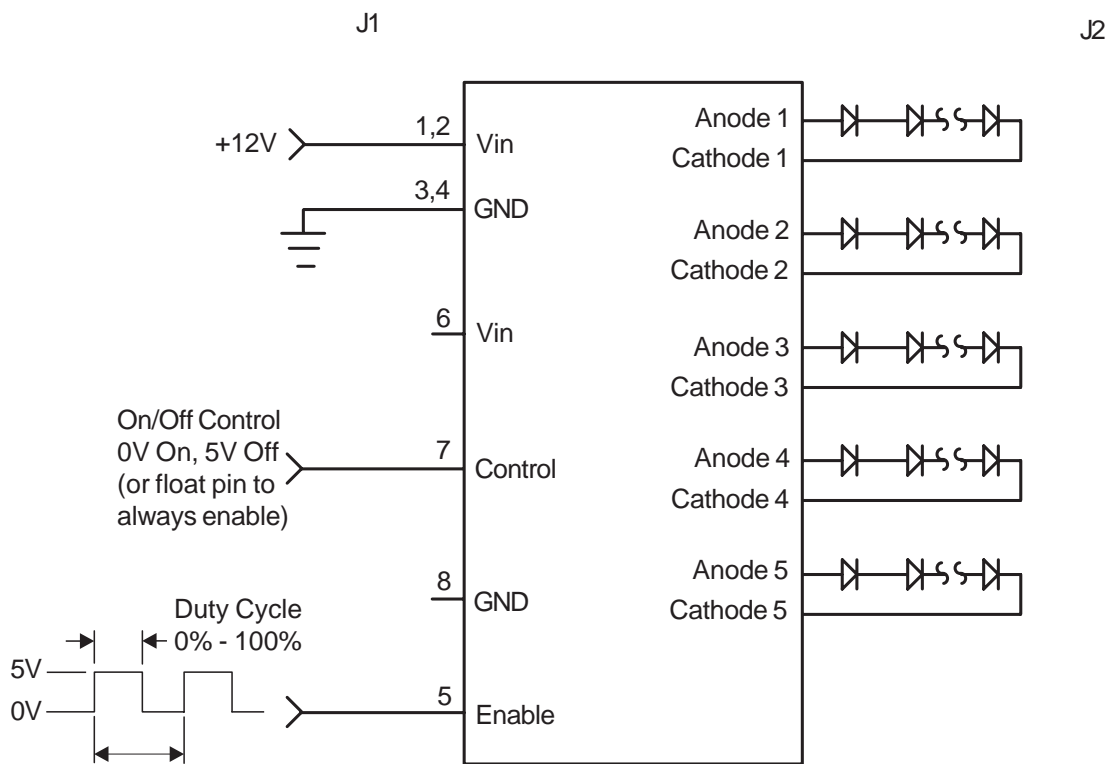 J1
J2
+12V
1,2
Vin
3,4
GND
6
Vin
On/Off Control
0V On, 5V Off
(or float pin to
always enable)
7
Control
8
GND
Duty Cycle
0% - 100%
5V
0V
5
Enable
Anode 1
Cathode 1
Anode 2
Cathode 2
Anode 3
Cathode 3
Anode 4
Cathode 4
Anode 5
Cathode 5